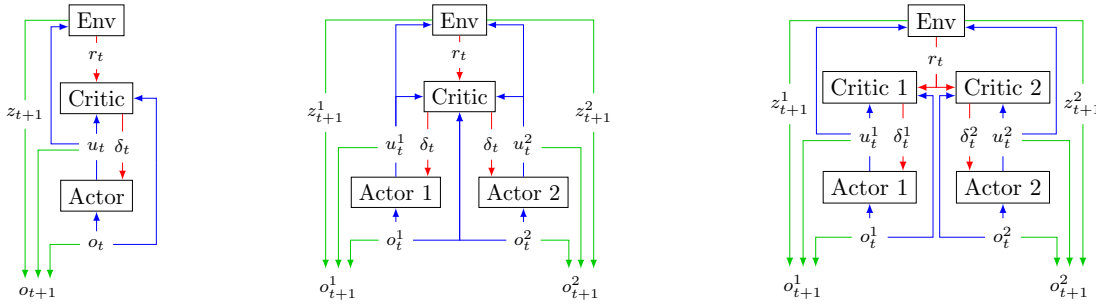 Env
r_t
Critic
z_{t+1}
u_t δ_t
Actor
o_t
o_{t+1}
Env
r_t
Critic
z^1_{t+1} z^2_{t+1}
u^1_t δ_t δ_t u^2_t
Actor 1 Actor 2
o^1_t o^2_t
o^1_{t+1} o^2_{t+1}
Env
r_t
Critic 1 Critic 2
z^1_{t+1} z^2_{t+1}
u^1_t δ^1_t δ^2_t u^2_t
Actor 1 Actor 2
o^1_t o^2_t
o^1_{t+1} o^2_{t+1}